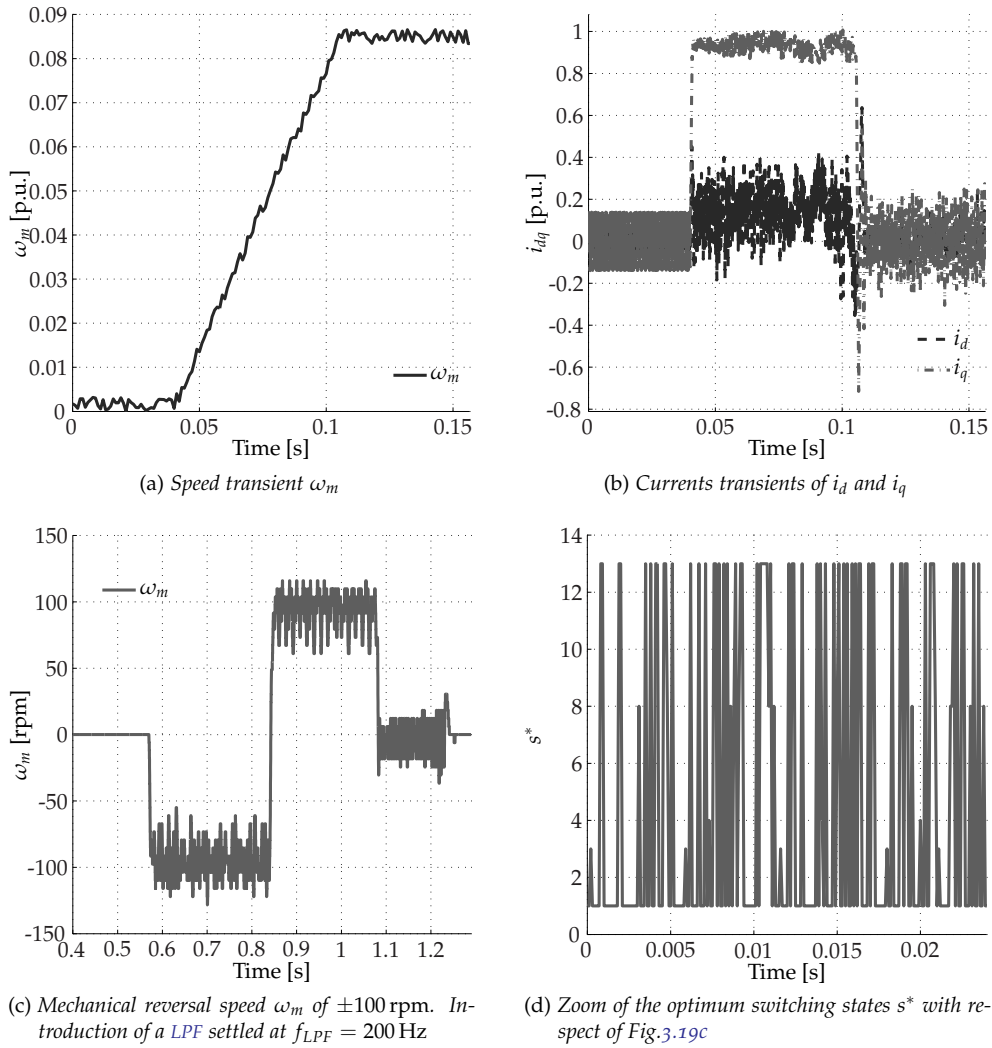 0.09
0.08
0.07
0.06
0.05
0.04
0.03
0.02
0.01
0
ω_m [p.u.]
ω_m
0 0.05 0.1 0.15
Time [s]
(a) Speed transient ω_m
1
0.8
0.6
0.4
0.2
0
-0.2
-0.4
-0.6
-0.8
i_dq [p.u.]
i_d
i_q
0 0.05 0.1 0.15
Time [s]
(b) Currents transients of i_d and i_q
150
100
50
0
-50
-100
-150
ω_m [rpm]
ω_m
0.4 0.5 0.6 0.7 0.8 0.9 1 1.1 1.2
Time [s]
(c) Mechanical reversal speed ω_m of ±100 rpm. In-
troduction of a LPF settled at f_LPF = 200 Hz
14
12
10
8
6
4
2
0
s*
0 0.005 0.01 0.015 0.02
Time [s]
(d) Zoom of the optimum switching states s* with re-
spect of Fig.3.19c